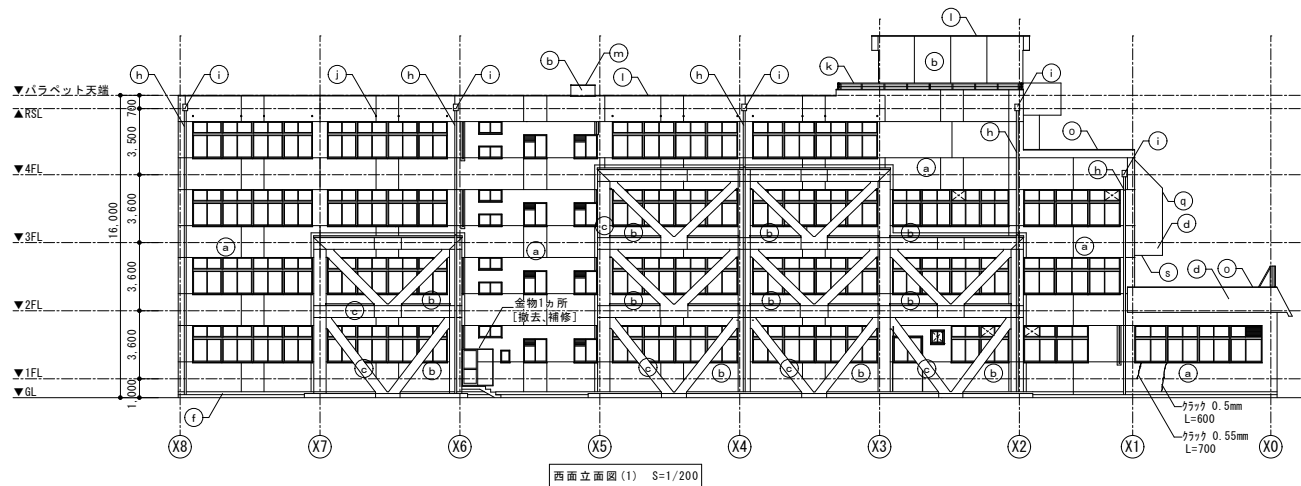 l
m
h
i
j
h
i
b
l
h
i
k
b
i
▼パラペット天端
▲RSL
700
3,500
▼4FL
3,600
▼3FL
3,600
▼2FL
3,600
▼1FL
1,000
▼GL
16,000
h
o
i
a
h
q
c
b
b
b
a
a
a
d
s
d
o
b
b
b
b
c
金物1ヵ所
[撤去、補修]
c
b
c
b
c
b
c
b
a
f
クラック 0.5mm
L=600
クラック 0.55mm
L=700
X8
X7
X6
X5
X4
X3
X2
X1
X0
西面立面図(1) S=1/200